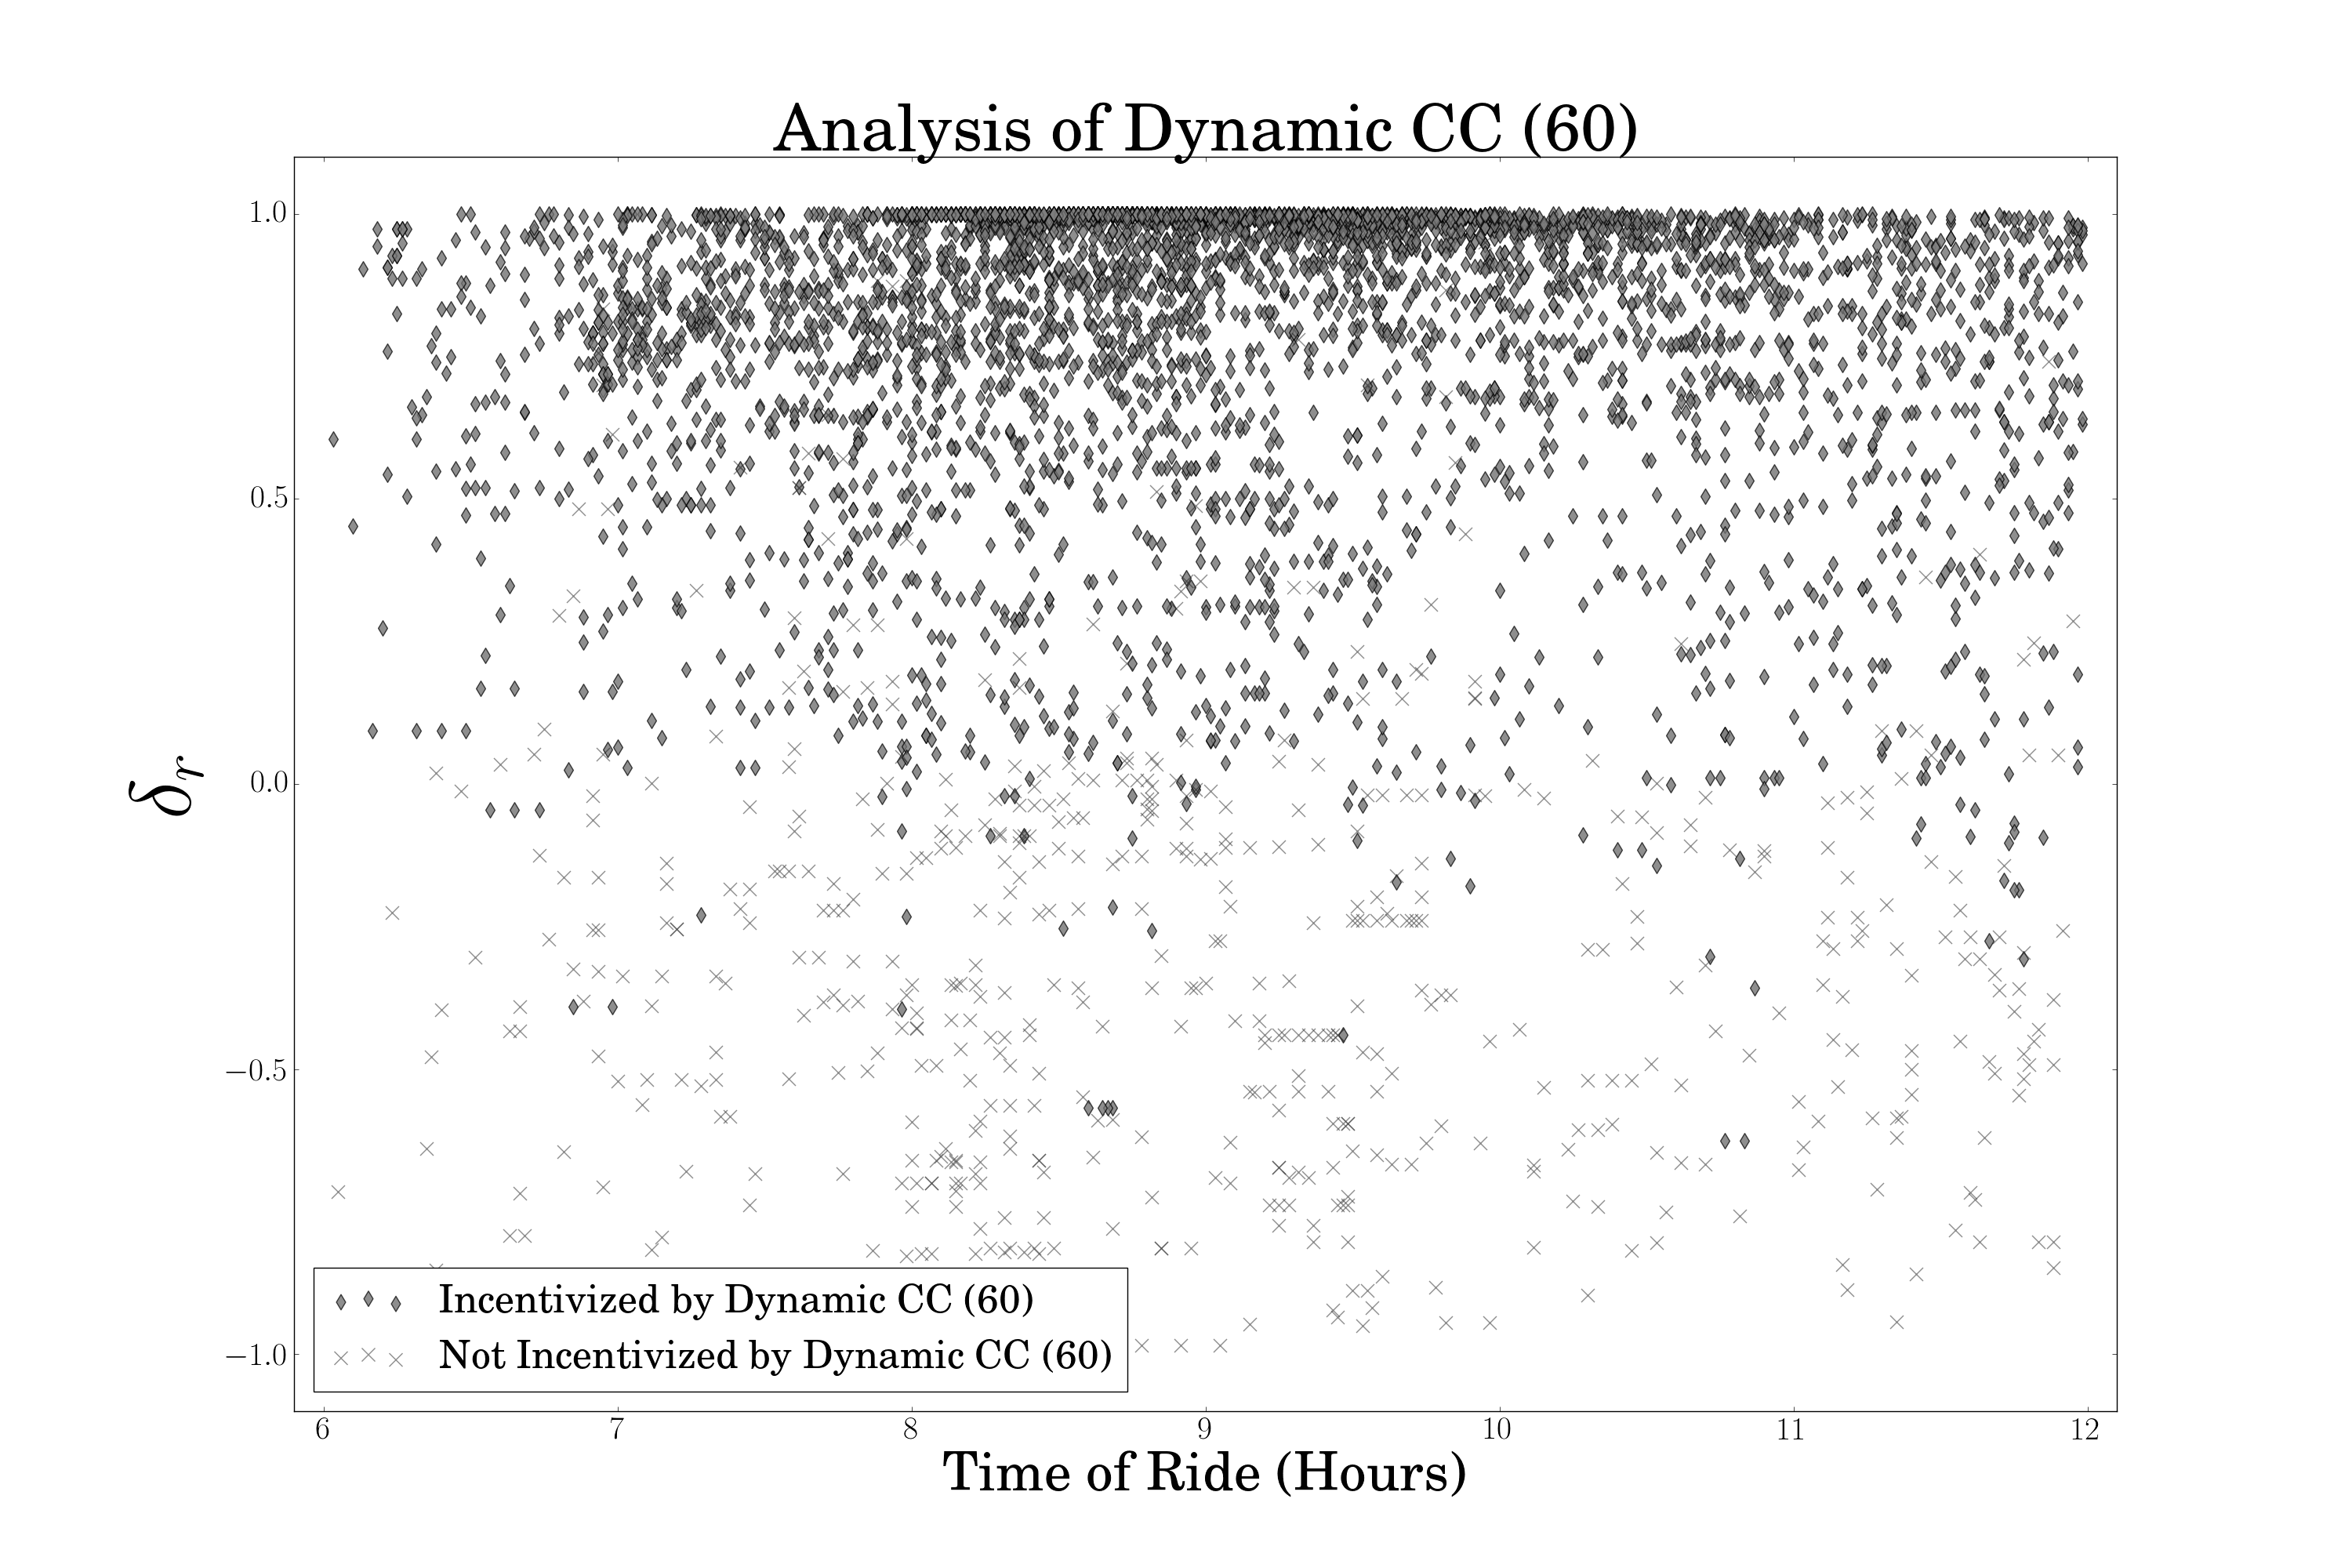 Analysis of Dynamic CC (60)
1.0
0.5
0.0
−0.5
−1.0
δr
Incentivized by Dynamic CC (60)
Not Incentivized by Dynamic CC (60)
6 7 8 9 10 11 12
Time of Ride (Hours)